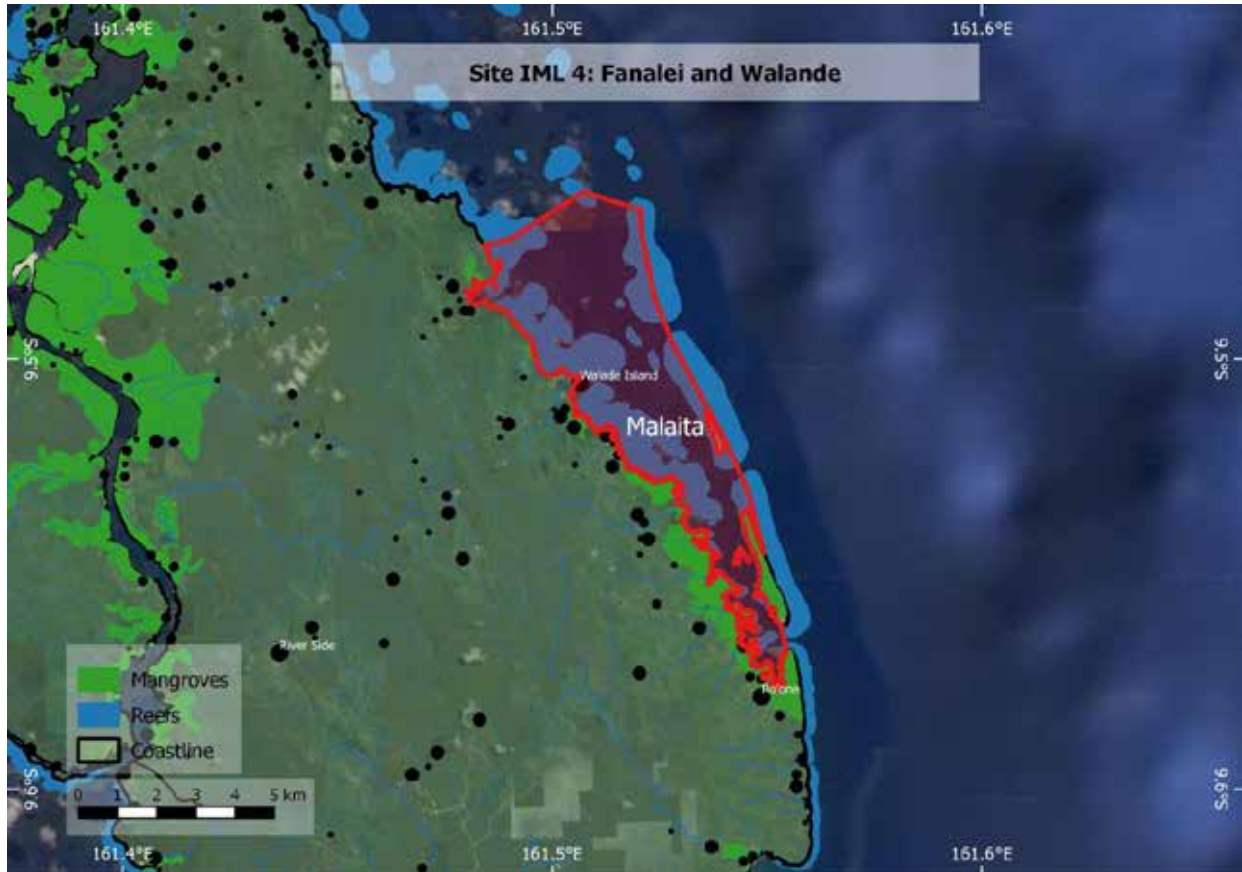 161.4°E 161.5°E 161.6°E
Site IML 4: Fanalei and Walande
9.5°S 9.5°S
Walade Island
Malaita
River Side
Mangroves
Reefs
Coastline
0 1 2 3 4 5 km
9.6°S 9.6°S
161.4°E 161.5°E 161.6°E